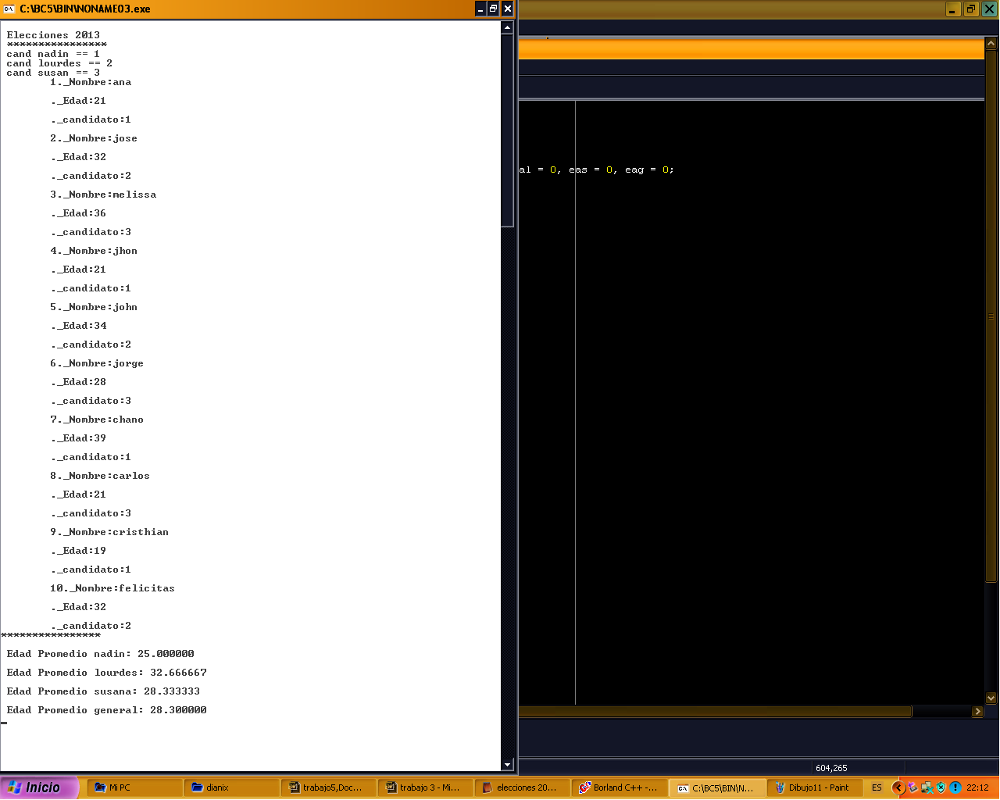 C:\BC5\BIN\NONAME03.exe
Elecciones 2013
****************
cand nadin == 1
cand lourdes == 2
cand susan == 3
1._Nombre:ana
._Edad:21
._candidato:1
2._Nombre:jose
._Edad:32
._candidato:2
3._Nombre:melissa
._Edad:36
._candidato:3
4._Nombre:jhon
._Edad:21
._candidato:1
5._Nombre:john
._Edad:34
._candidato:2
6._Nombre:jorge
._Edad:28
._candidato:3
7._Nombre:chano
._Edad:39
._candidato:1
8._Nombre:carlos
._Edad:21
._candidato:3
9._Nombre:cristhian
._Edad:19
._candidato:1
10._Nombre:felicitas
._Edad:32
._candidato:2
****************
Edad Promedio nadin: 25.000000
Edad Promedio lourdes: 32.666667
Edad Promedio susana: 28.333333
Edad Promedio general: 28.300000
al = 0, eas = 0, eag = 0;
604,265
Inicio
Mi PC
dianix
trabajo5,Doc...
trabajo 3 - Mi...
elecciones 20...
Borland C++ -...
C:\BC5\BIN\N...
Dibujo11 - Paint
ES
22:12